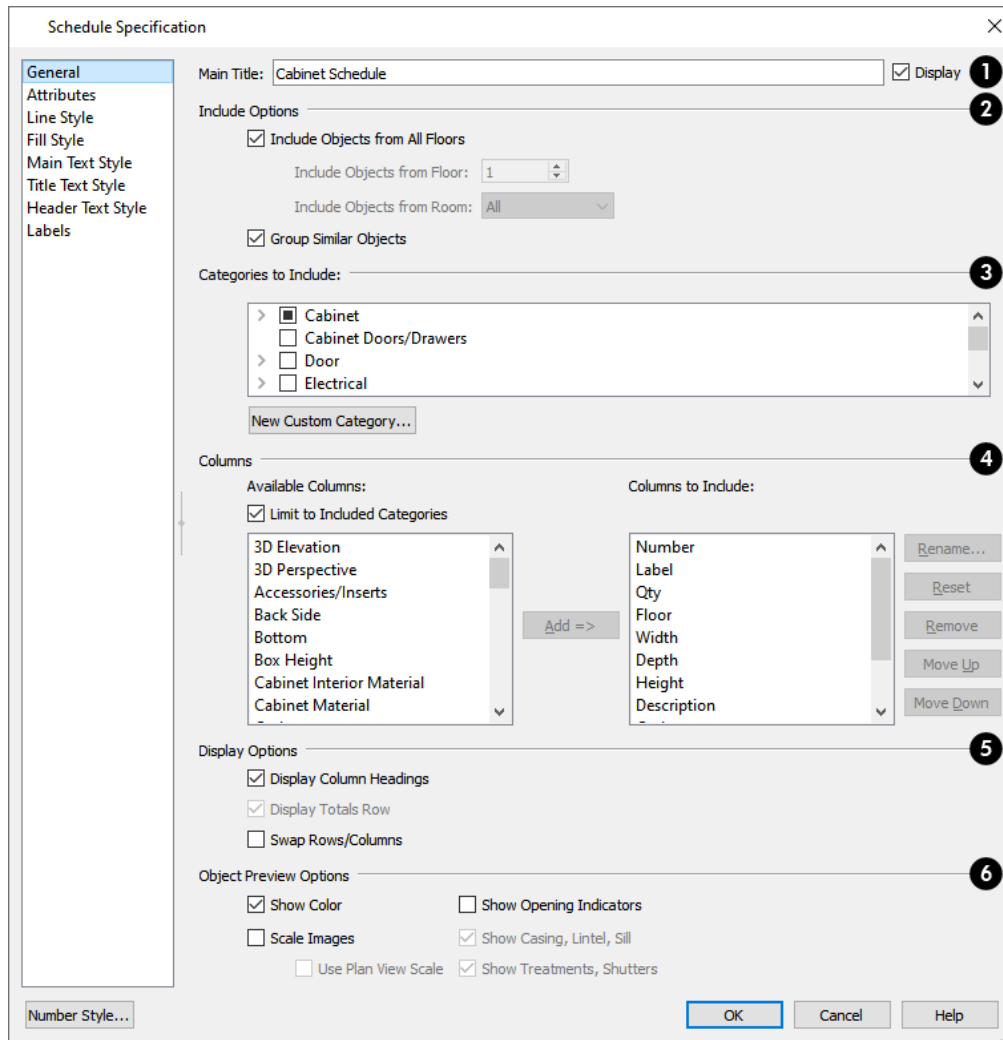 Schedule Specification
General
Attributes
Line Style
Fill Style
Main Text Style
Title Text Style
Header Text Style
Labels
Main Title: Cabinet Schedule Display 1
Include Options 2
Include Objects from All Floors
Include Objects from Floor: 1
Include Objects from Room: All
Group Similar Objects
Categories to Include: 3
Cabinet
Cabinet Doors/Drawers
Door
Electrical
New Custom Category...
Columns 4
Available Columns:
Limit to Included Categories
3D Elevation
3D Perspective
Accessories/Inserts
Back Side
Bottom
Box Height
Cabinet Interior Material
Cabinet Material
Add =>
Columns to Include:
Number
Label
Qty
Floor
Width
Depth
Height
Description
Rename...
Reset
Remove
Move Up
Move Down
Display Options 5
Display Column Headings
Display Totals Row
Swap Rows/Columns
Object Preview Options 6
Show Color Show Opening Indicators
Scale Images Show Casing, Lintel, Sill
Use Plan View Scale Show Treatments, Shutters
Number Style... OK Cancel Help